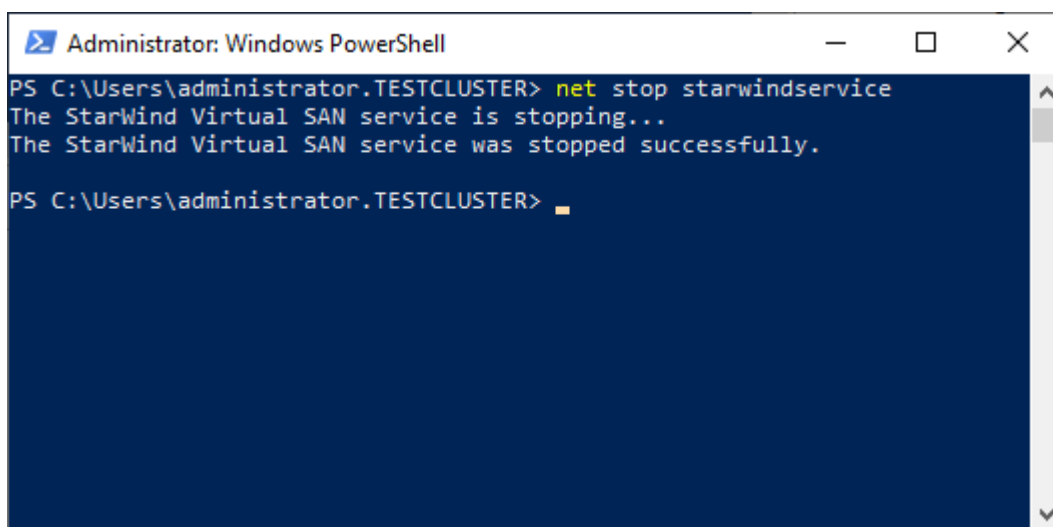 Administrator: Windows PowerShell
PS C:\Users\administrator.TESTCLUSTER> net stop starwindservice
The StarWind Virtual SAN service is stopping...
The StarWind Virtual SAN service was stopped successfully.
PS C:\Users\administrator.TESTCLUSTER>